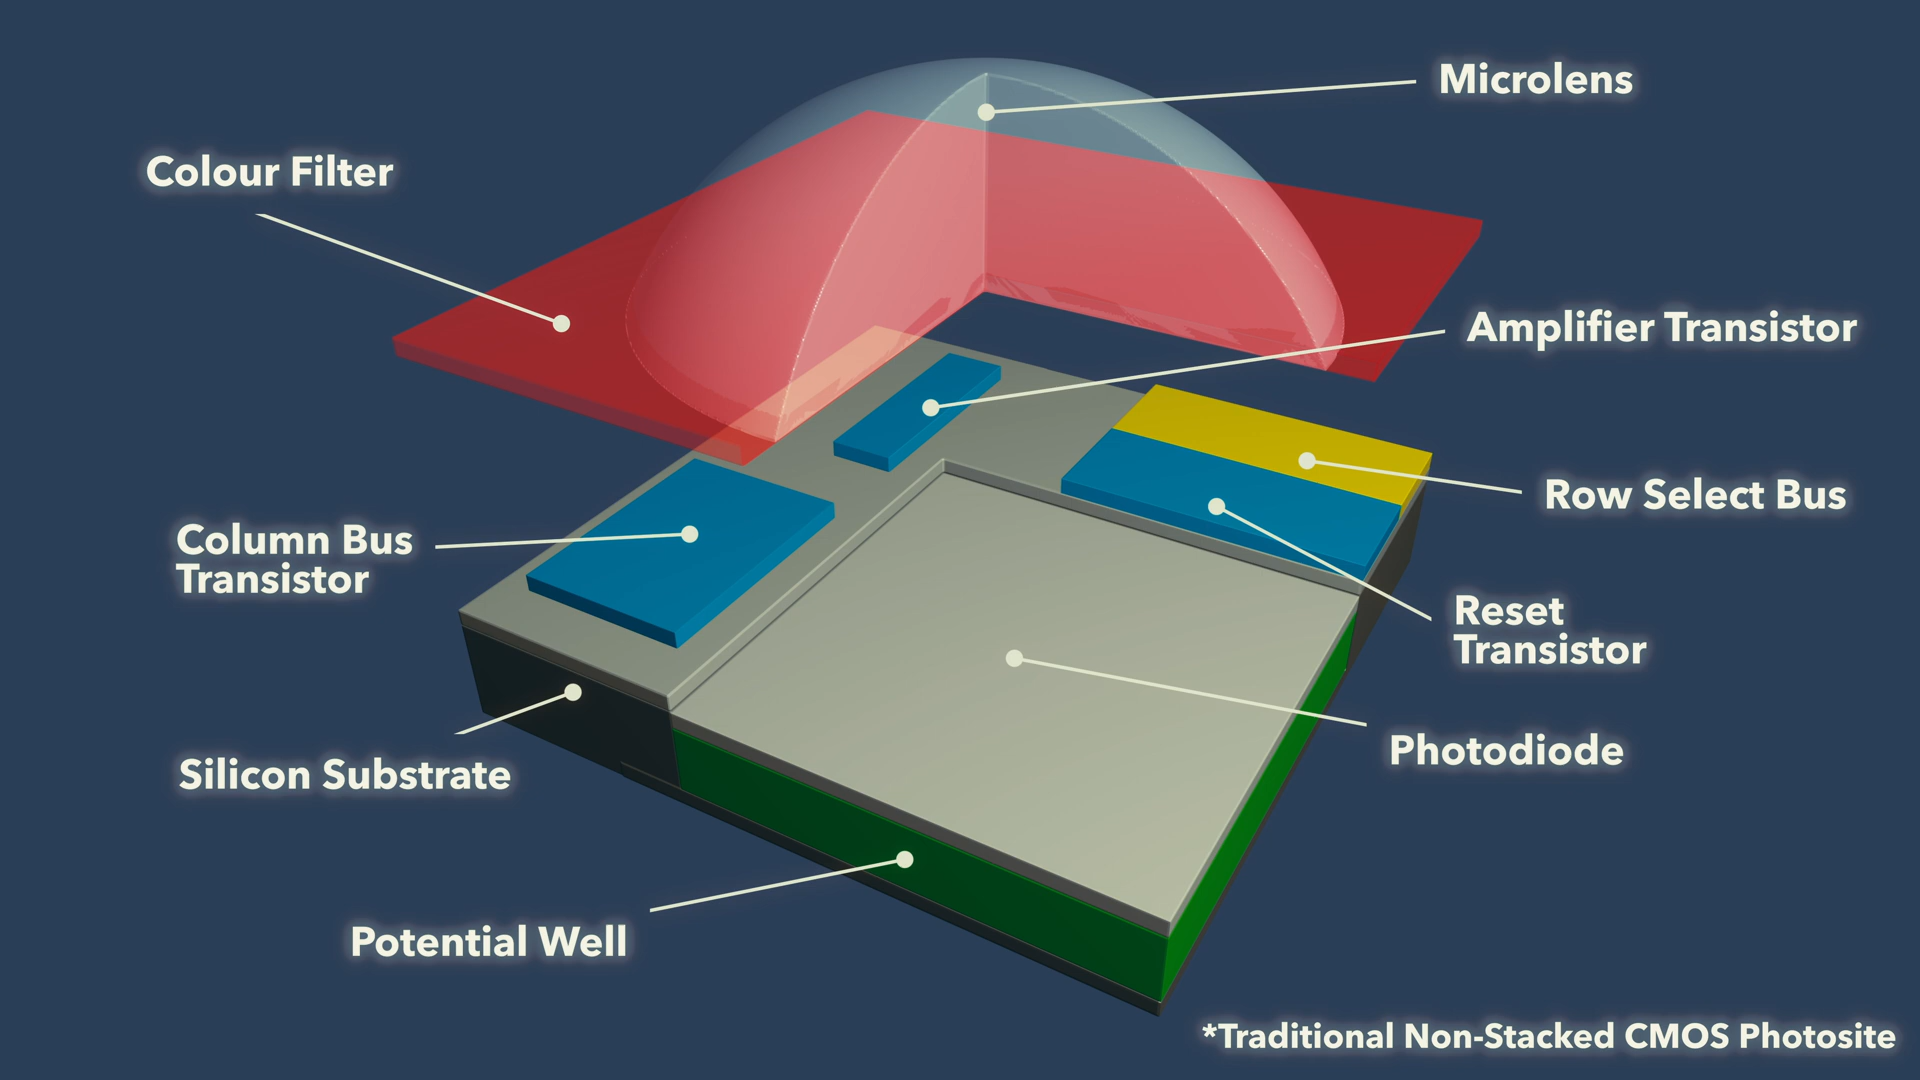 Microlens
Colour Filter
Amplifier Transistor
Row Select Bus
Column Bus
Transistor
Reset
Transistor
Photodiode
Silicon Substrate
Potential Well
*Traditional Non-Stacked CMOS Photosite